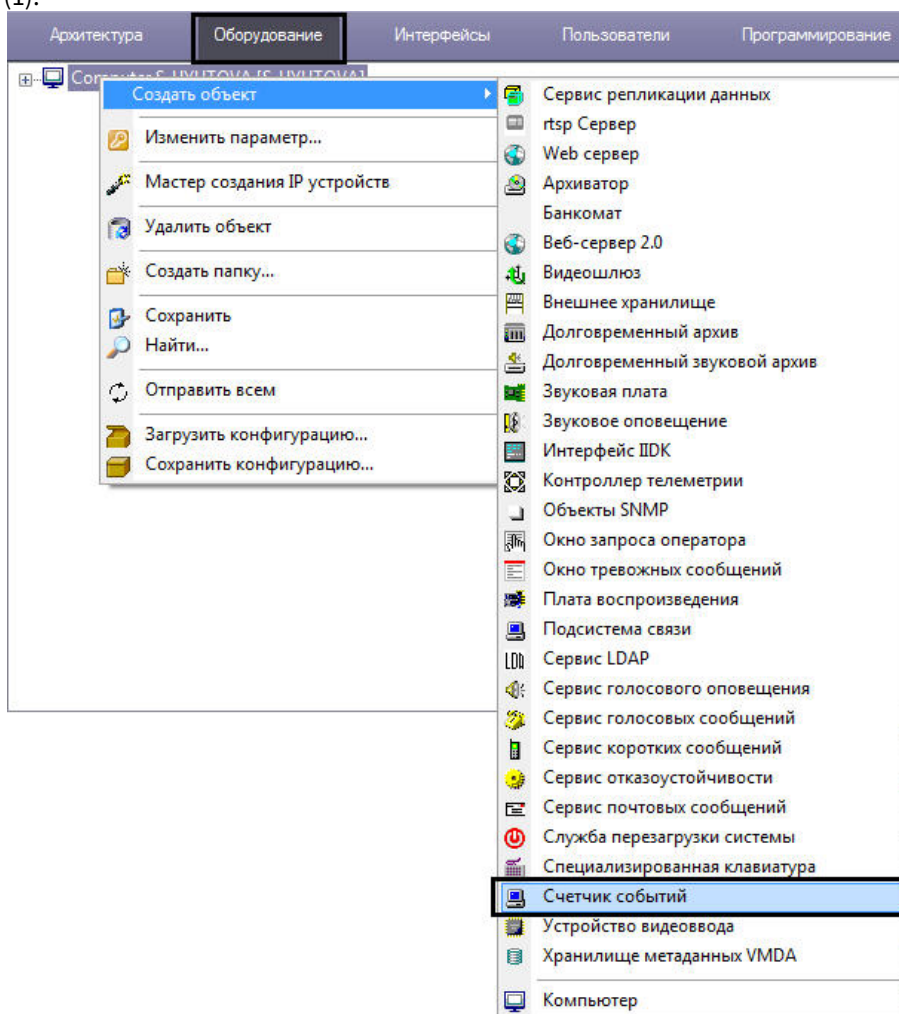 (1).
Архитектура Оборудование Интерфейсы Пользователи Программирование
Computer S-UYUTOVA [S-UYUTOVA]
Создать объект
Изменить параметр...
Мастер создания IP устройств
Удалить объект
Создать папку...
Сохранить
Найти...
Отправить всем
Загрузить конфигурацию...
Сохранить конфигурацию...
Сервис репликации данных
rtsp Сервер
Web сервер
Архиватор
Банкомат
Веб-сервер 2.0
Видеошлюз
Внешнее хранилище
Долговременный архив
Долговременный звуковой архив
Звуковая плата
Звуковое оповещение
Интерфейс IIDK
Контроллер телеметрии
Объекты SNMP
Окно запроса оператора
Окно тревожных сообщений
Плата воспроизведения
Подсистема связи
Сервис LDAP
Сервис голосового оповещения
Сервис голосовых сообщений
Сервис коротких сообщений
Сервис отказоустойчивости
Сервис почтовых сообщений
Служба перезагрузки системы
Специализированная клавиатура
Счетчик событий
Устройство видеоввода
Хранилище метаданных VMDA
Компьютер